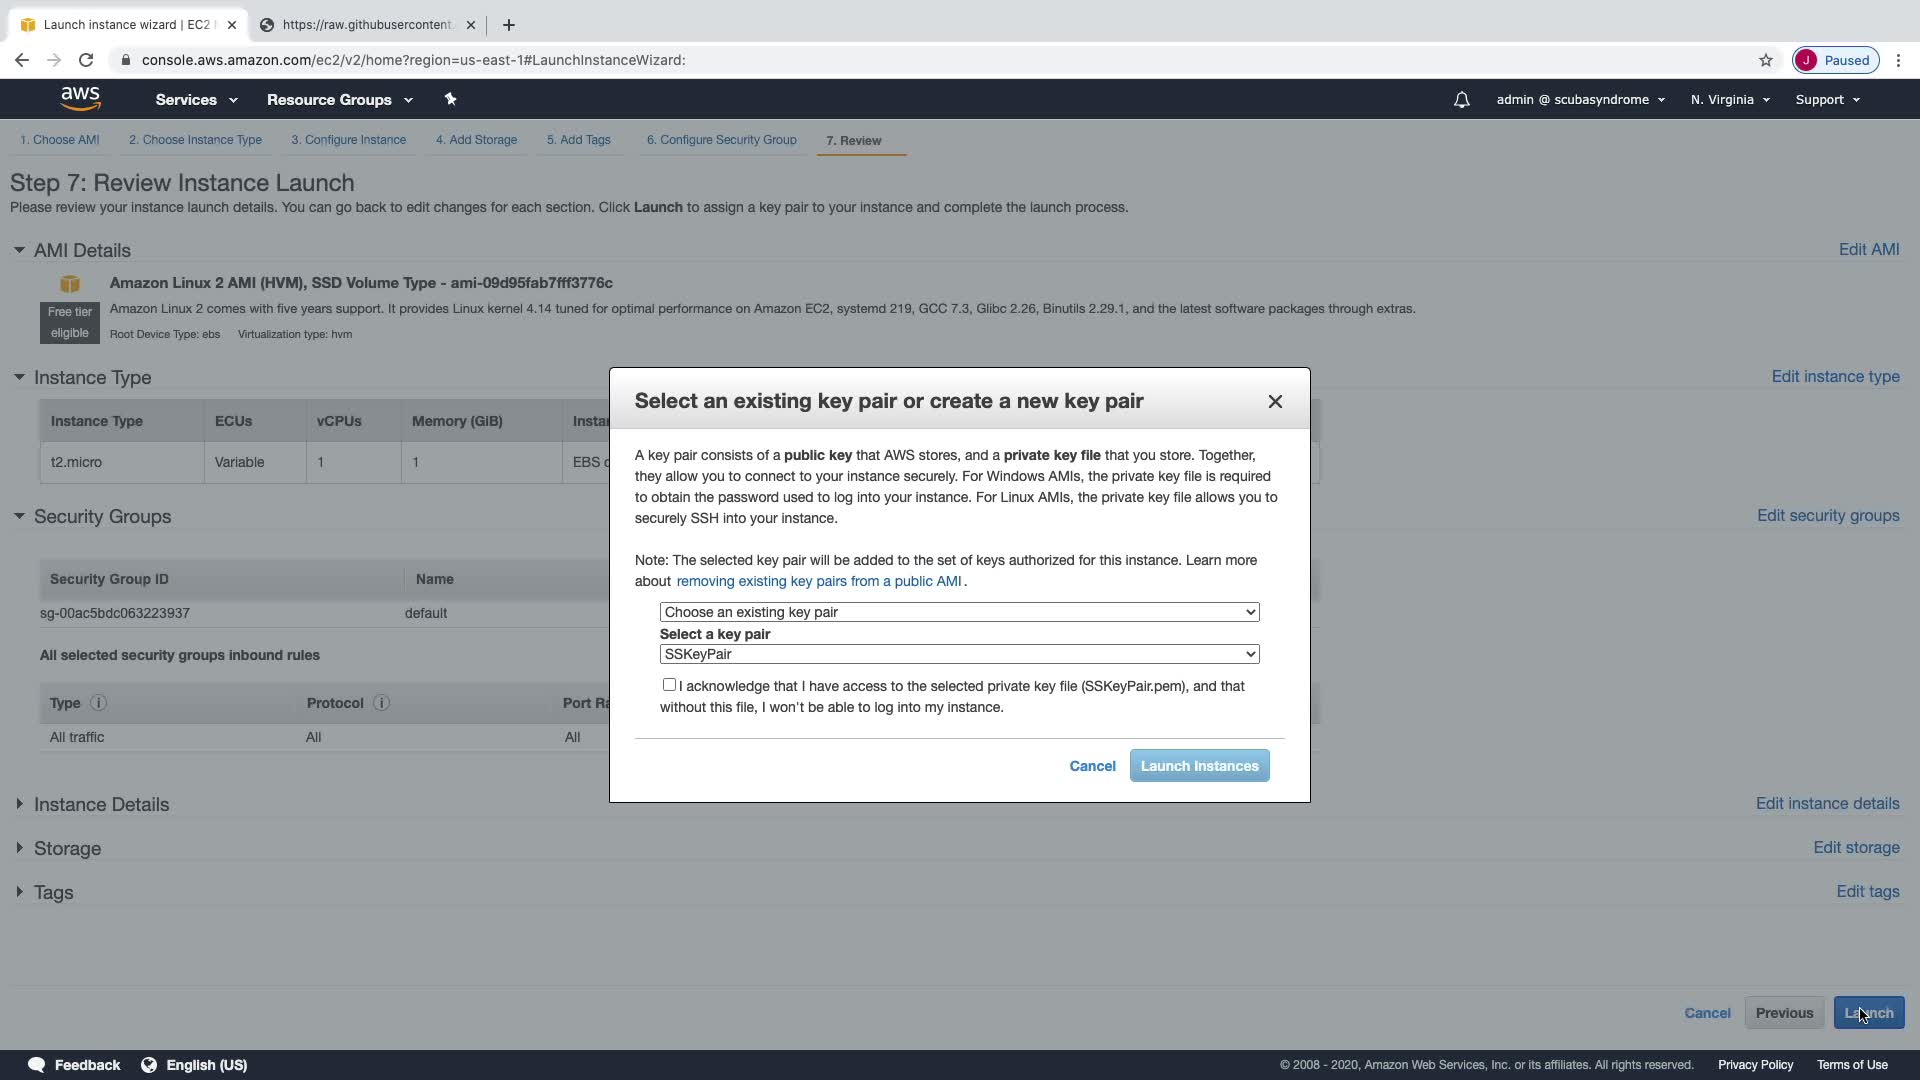 Launch instance wizard | EC2
https://raw.githubusercontent.
console.aws.amazon.com/ec2/v2/home?region=us-east-1#LaunchInstanceWizard:
J Paused
aws Services Resource Groups admin @ scubasyndrome N. Virginia Support
1. Choose AMI 2. Choose Instance Type 3. Configure Instance 4. Add Storage 5. Add Tags 6. Configure Security Group 7. Review
Step 7: Review Instance Launch
Please review your instance launch details. You can go back to edit changes for each section. Click Launch to assign a key pair to your instance and complete the launch process.
AMI Details Edit AMI
Amazon Linux 2 AMI (HVM), SSD Volume Type - ami-09d95fab7fff3776c
Free tier
eligible
Amazon Linux 2 comes with five years support. It provides Linux kernel 4.14 tuned for optimal performance on Amazon EC2, systemd 219, GCC 7.3, Glibc 2.26, Binutils 2.29.1, and the latest software packages through extras.
Root Device Type: ebs Virtualization type: hvm
Instance Type Edit instance type
Instance Type ECUs vCPUs Memory (GiB) Insta
t2.micro Variable 1 1 EBS
Security Groups Edit security groups
Security Group ID Name
sg-00ac5bdc063223937 default
All selected security groups inbound rules
Type Protocol Port Ra
All traffic All All
Instance Details Edit instance details
Storage Edit storage
Tags Edit tags
Select an existing key pair or create a new key pair
A key pair consists of a public key that AWS stores, and a private key file that you store. Together,
they allow you to connect to your instance securely. For Windows AMIs, the private key file is required
to obtain the password used to log into your instance. For Linux AMIs, the private key file allows you to
securely SSH into your instance.
Note: The selected key pair will be added to the set of keys authorized for this instance. Learn more
about removing existing key pairs from a public AMI .
Choose an existing key pair
Select a key pair
SSKeyPair
I acknowledge that I have access to the selected private key file (SSKeyPair.pem), and that
without this file, I won't be able to log into my instance.
Cancel Launch Instances
Cancel Previous Launch
Feedback English (US) © 2008 - 2020, Amazon Web Services, Inc. or its affiliates. All rights reserved. Privacy Policy Terms of Use